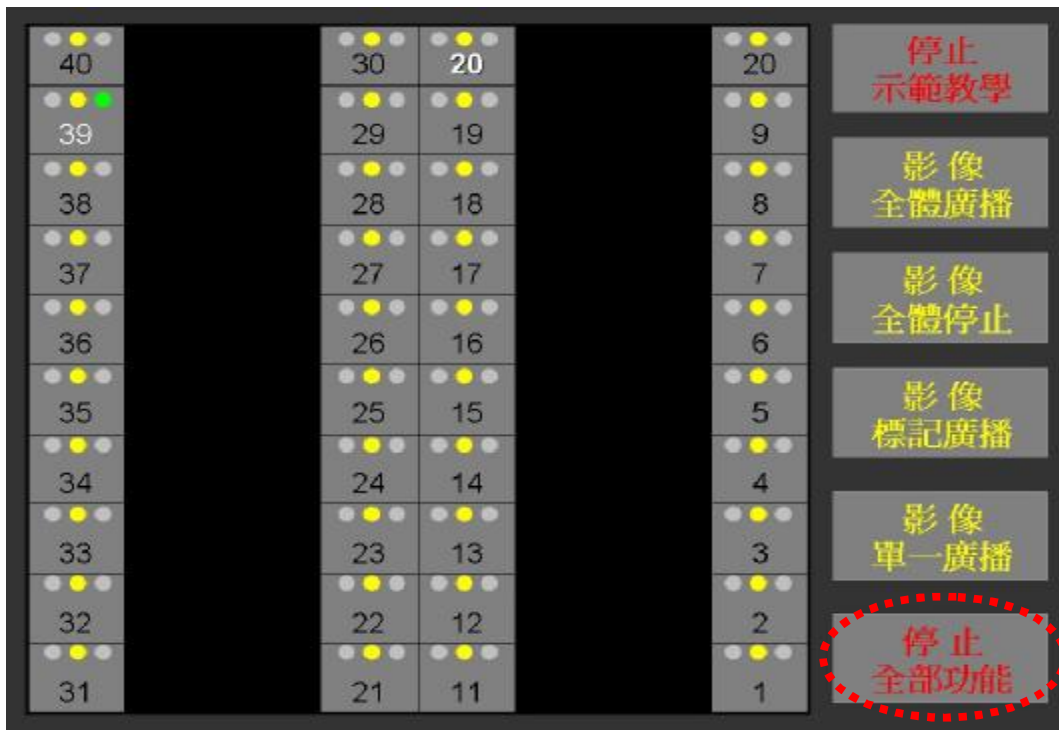 40 30 20 20
39 29 19 9
38 28 18 8
37 27 17 7
36 26 16 6
35 25 15 5
34 24 14 4
33 23 13 3
32 22 12 2
31 21 11 1
停止
示範教學
影像
全體廣播
影像
全體停止
影像
標記廣播
影像
單一廣播
停止
全部功能